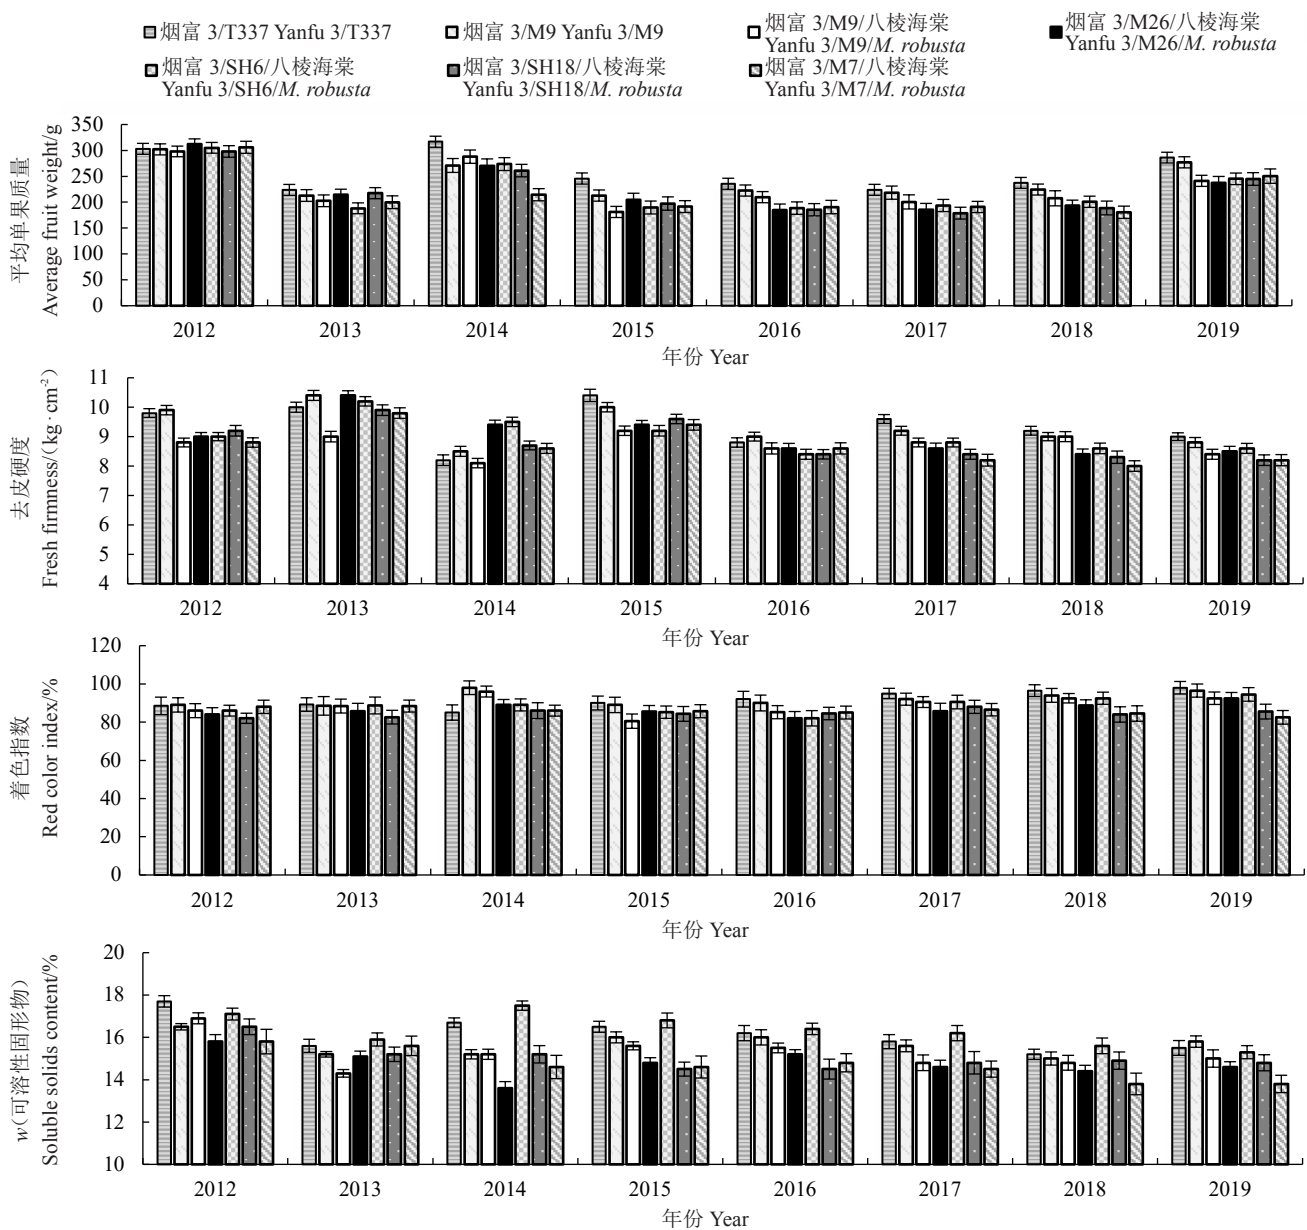 烟富 3/T337 Yanfu 3/T337
烟富 3/M9 Yanfu 3/M9
烟富 3/M9/八棱海棠
Yanfu 3/M9/M. robusta
烟富 3/M26/八棱海棠
Yanfu 3/M26/M. robusta
烟富 3/SH6/八棱海棠
Yanfu 3/SH6/M. robusta
烟富 3/SH18/八棱海棠
Yanfu 3/SH18/M. robusta
烟富 3/M7/八棱海棠
Yanfu 3/M7/M. robusta
平均单果质量
Average fruit weight/g
350
300
250
200
150
100
50
0
2012 2013 2014 2015 2016 2017 2018 2019
年份 Year
去皮硬度
Fresh firmness/(kg·cm⁻²)
11
10
9
8
7
6
5
4
2012 2013 2014 2015 2016 2017 2018 2019
年份 Year
着色指数
Red color index/%
120
100
80
60
40
20
0
2012 2013 2014 2015 2016 2017 2018 2019
年份 Year
w(可溶性固形物)
Soluble solids content/%
20
18
16
14
12
10
2012 2013 2014 2015 2016 2017 2018 2019
年份 Year